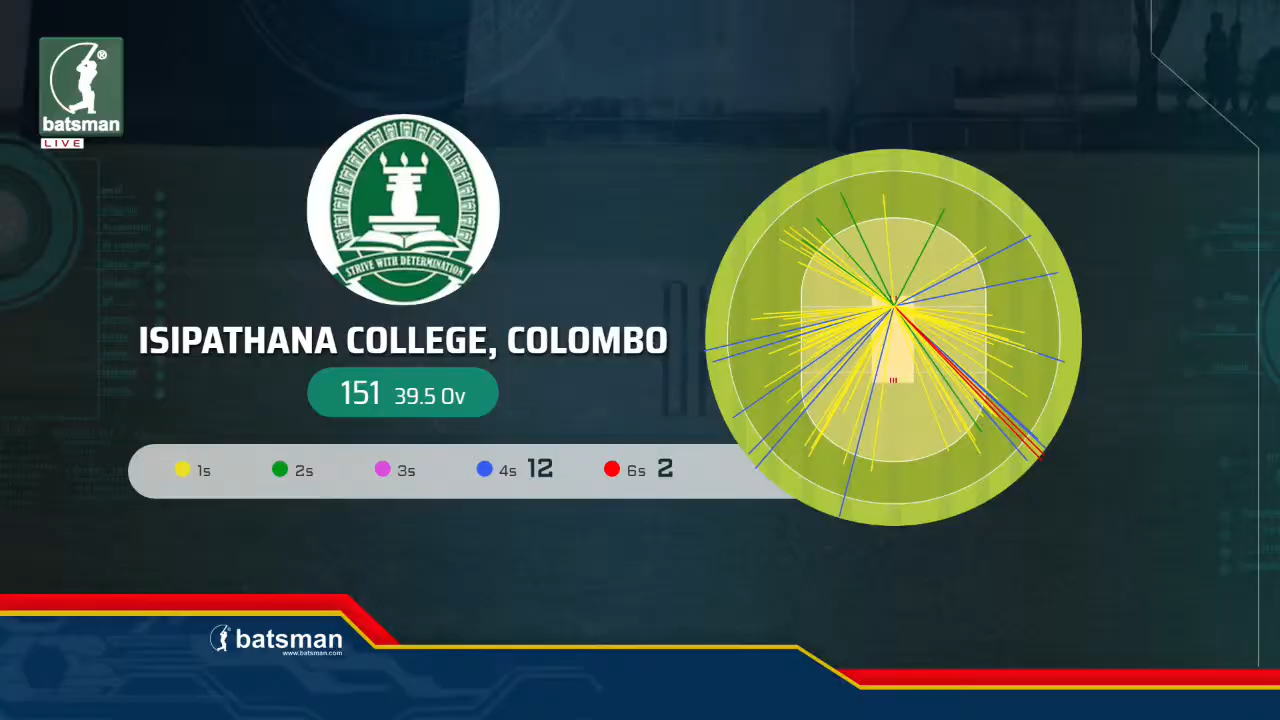 batsman
®
LIVE
STRIVE WITH DETERMINATION
ISIPATHANA COLLEGE, COLOMBO
151 39.5 Ov
1s 2s 3s 4s 12 6s 2
batsman
www.batsman.com